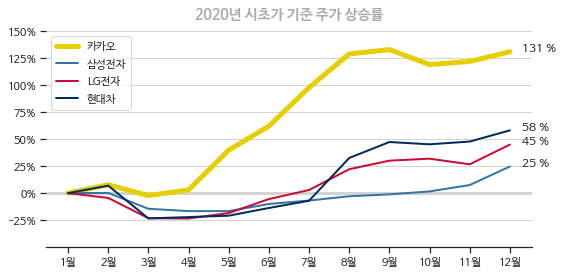 2020년 시초가 기준 주가 상승률
150%
125%
100%
75%
50%
25%
0%
−25%
카카오
삼성전자
LG전자
현대차
131 %
58 %
45 %
25 %
1월 2월 3월 4월 5월 6월 7월 8월 9월 10월 11월 12월